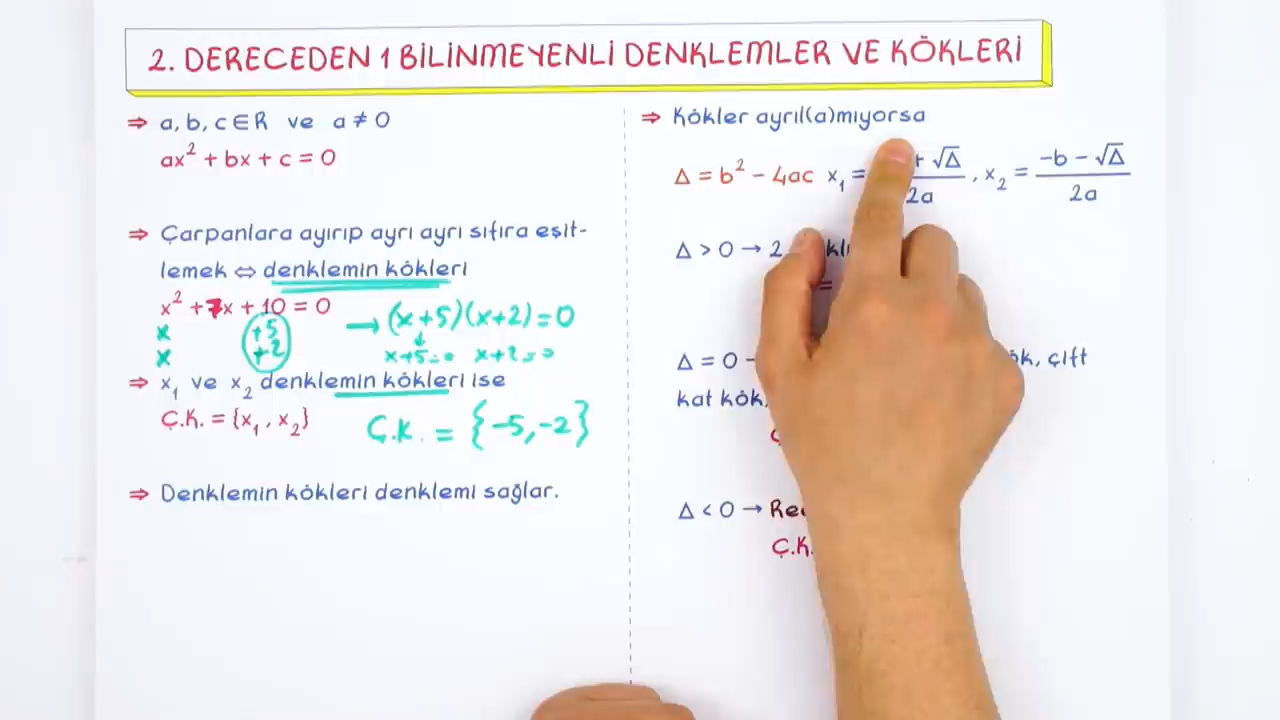 2. DERECEDEN 1 BİLİNMEYENLİ DENKLEMLER VE KÖKLERİ
⇒ a, b, c ∈ R ve a ≠ 0
ax² + bx + c = 0
⇒ Çarpanlara ayırıp ayrı ayrı sıfıra eşit-
lemek ⇔ denklemin kökleri
x² + 7x + 10 = 0
x +5
x +2
→ (x+5)(x+2)=0
x+5=0 x+2=0
⇒ x₁ ve x₂ denklemin kökleri ise
Ç.K. = {x₁, x₂}
Ç.K. = {-5,-2}
⇒ Denklemin kökleri denklemi sağlar.
⇒ Kökler ayrıl(a)mıyorsa
Δ = b² - 4ac x₁ = + √Δ / 2a , x₂ = -b - √Δ / 2a
Δ > 0 → 2
=
Δ = 0 çift
kat kök
Δ < 0 →
Ç.K.